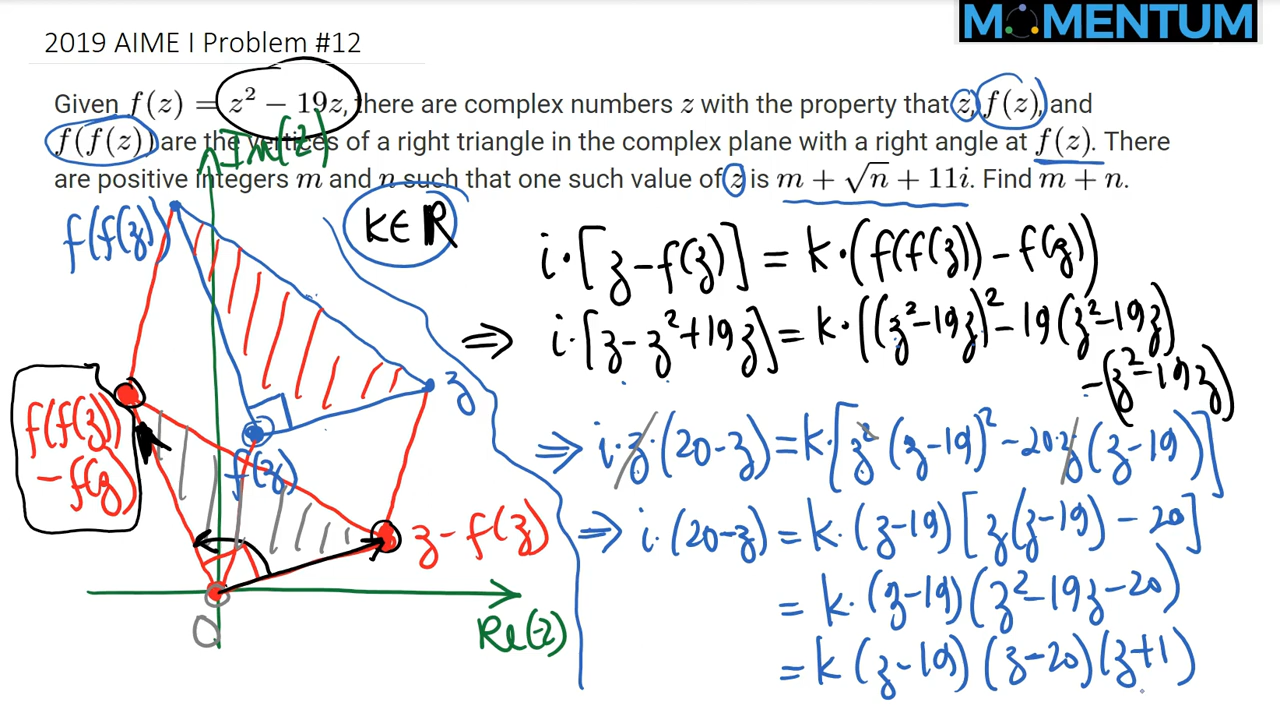 MOMENTUM
2019 AIME I Problem #12
Given f(z) = z² − 19z, there are complex numbers z with the property that z, f(z), and
f(f(z)) are the vertices of a right triangle in the complex plane with a right angle at f(z). There
are positive integers m and n such that one such value of z is m + √n + 11i. Find m + n.
Im(z)
k∈ℝ
f(f(z))
i·[z−f(z)] = k·(f(f(z))−f(z))
⇒ i·[z−z²+19z] = k·((z²−19z)²−19(z²−19z)
−(z²−19z))
z
f(f(z))
−f(z)
f(z)
⇒ i·z·(20−z) = k·[z²(z−19)²−20·z(z−19)]
z−f(z)
⇒ i·(20−z) = k·(z−19)[z(z−19)−20]
= k·(z−19)(z²−19z−20)
O
Re(z)
= k(z−19)(z−20)(z+1)